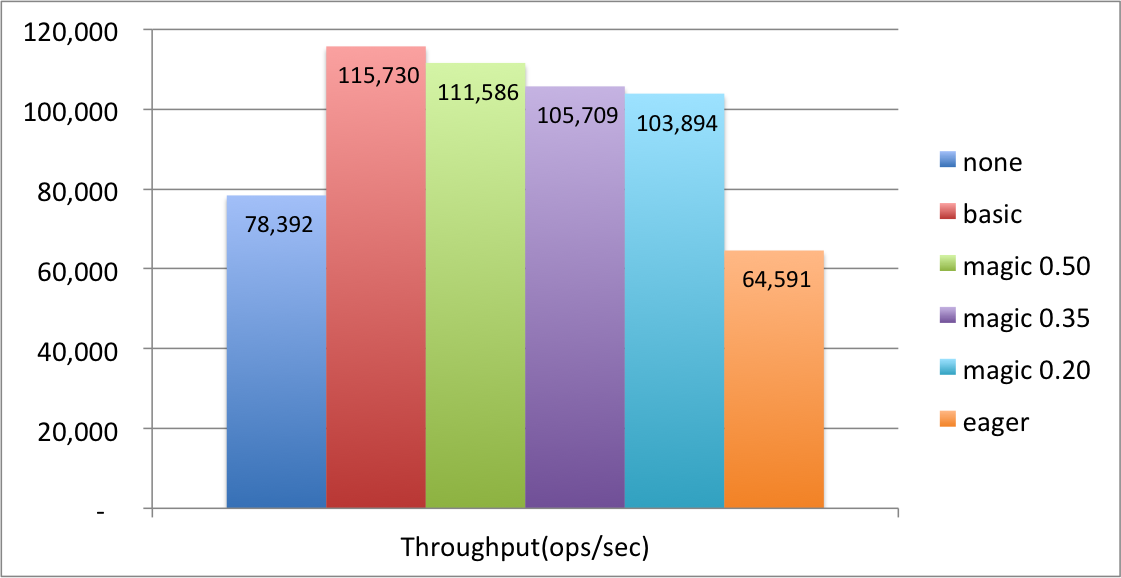 120,000
100,000
80,000
60,000
40,000
20,000
-
78,392
115,730
111,586
105,709
103,894
64,591
Throughput(ops/sec)
none
basic
magic 0.50
magic 0.35
magic 0.20
eager